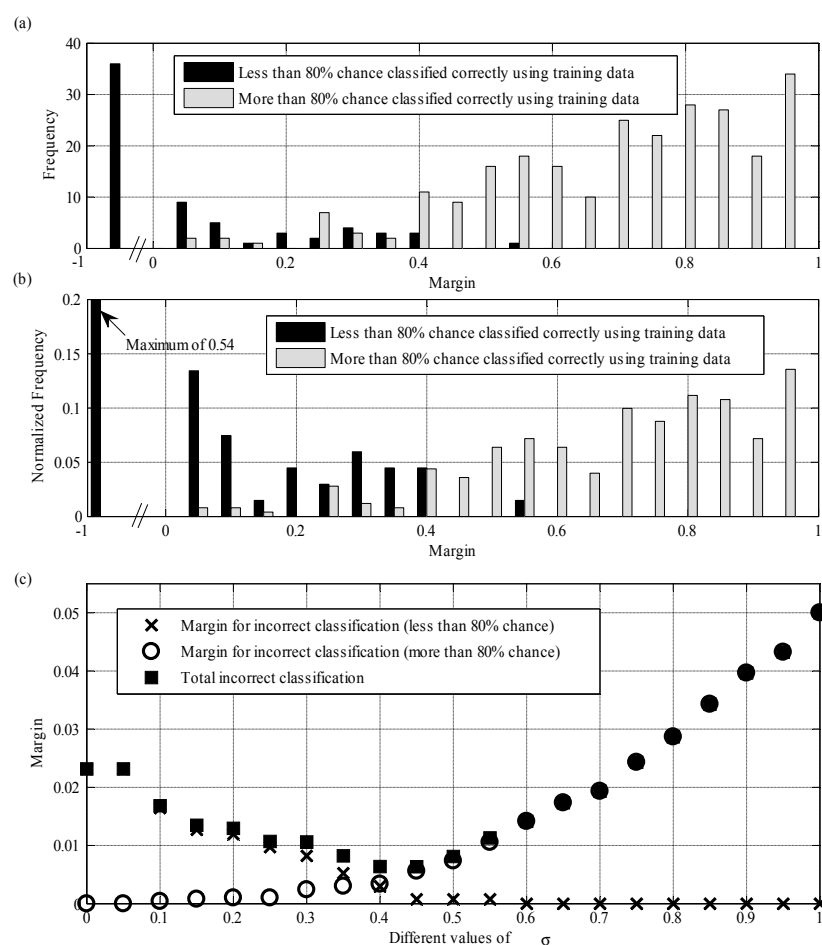 (a)
40
30
20
10
0
Frequency
Less than 80% chance classified correctly using training data
More than 80% chance classified correctly using training data
-1 0 0.2 0.4 0.6 0.8 1
Margin
(b)
0.2
0.15
0.1
0.05
0
Normalized Frequency
Maximum of 0.54
Less than 80% chance classified correctly using training data
More than 80% chance classified correctly using training data
-1 0 0.2 0.4 0.6 0.8 1
Margin
(c)
0.05
0.04
0.03
0.02
0.01
0
Margin
Margin for incorrect classification (less than 80% chance)
Margin for incorrect classification (more than 80% chance)
Total incorrect classification
0 0.1 0.2 0.3 0.4 0.5 0.6 0.7 0.8 0.9 1
Different values of σ